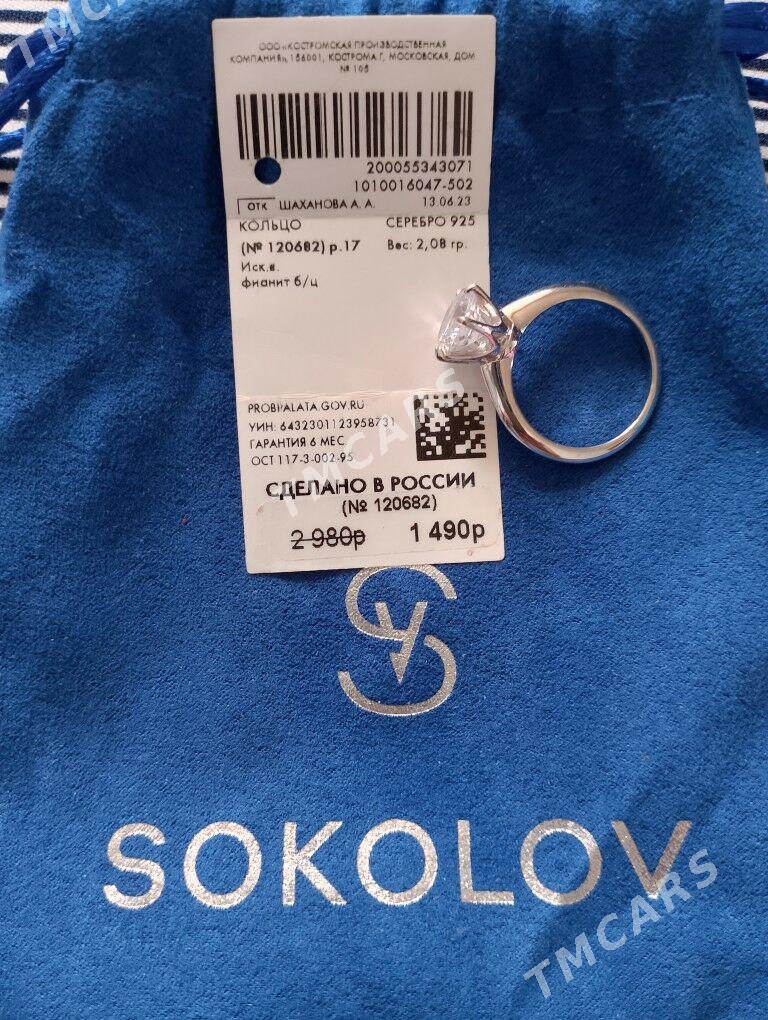 ООО «КОСТРОМСКАЯ ПРОИЗВОДСТВЕННАЯ
КОМПАНИЯ», 156001, КОСТРОМА Г, МОСКОВСКАЯ, ДОМ
№ 105
200055343071
1010016047-502
ОТК ШАХАНОВА А. А. 13.06.23
КОЛЬЦО СЕРЕБРО 925
(№ 120682) р.17 Вес: 2,08 гр.
Иск.в.
фианит б/ц
PROBPALATA.GOV.RU
УИН: 6432301123958731
ГАРАНТИЯ 6 МЕС
ОСТ 117-3-002-95
СДЕЛАНО В РОССИИ
(№ 120682)
2 980р 1 490р
SOKOLOV
TMCARS
TMCARS
TMCARS